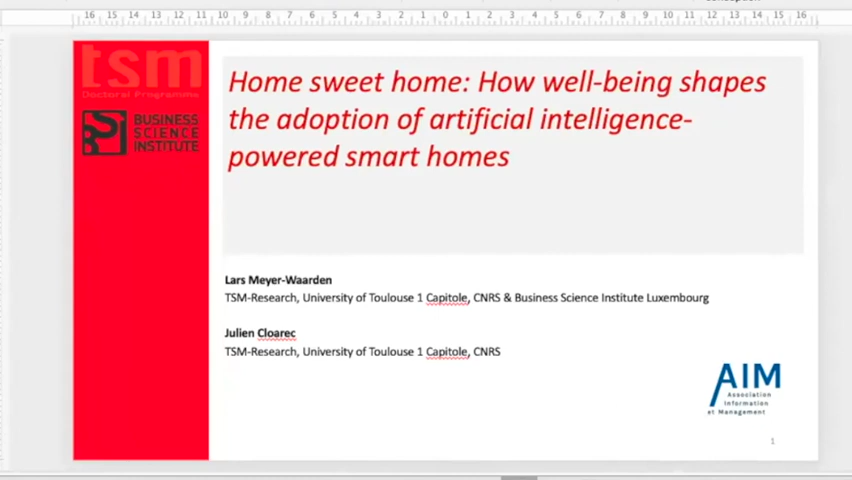 16 15 14 13 12 11 10 9 8 7 6 5 4 3 2 1 0 1 2 3 4 5 6 7 8 9 10 11 12 13 14 15 16
tsm
Doctoral Programme
BUSINESS
SCIENCE
INSTITUTE
Home sweet home: How well-being shapes
the adoption of artificial intelligence-
powered smart homes
Lars Meyer-Waarden
TSM-Research, University of Toulouse 1 Capitole, CNRS & Business Science Institute Luxembourg
Julien Cloarec
TSM-Research, University of Toulouse 1 Capitole, CNRS
AIM
Association
Information
et Management
1